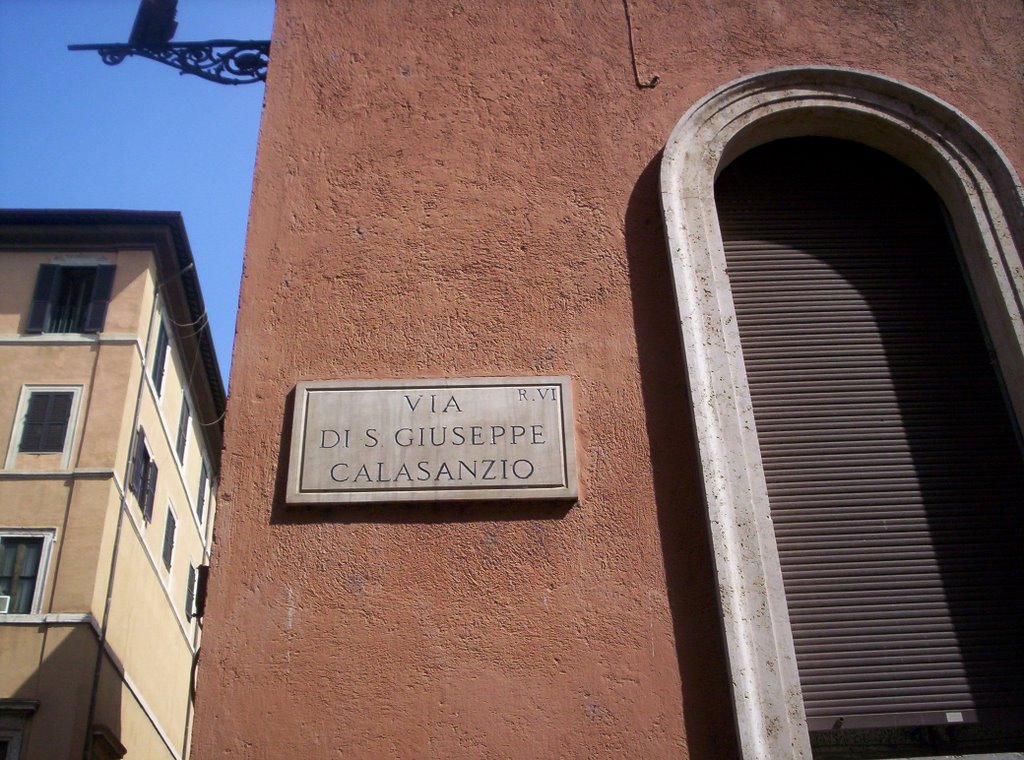 VIA R.VI
DI S. GIUSEPPE
CALASANZIO